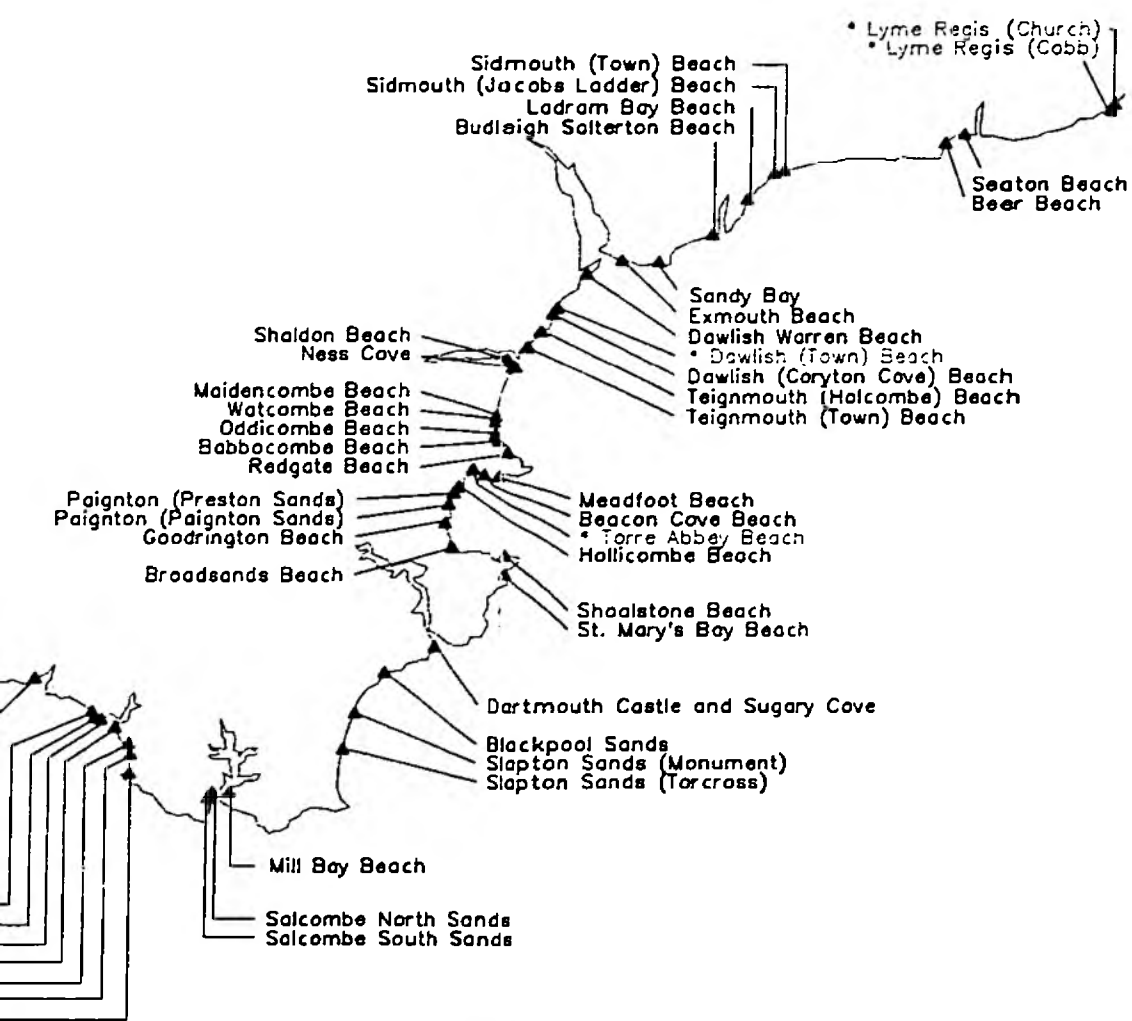 * Lyme Regis (Church)
* Lyme Regis (Cobb)
Sidmouth (Town) Beach
Sidmouth (Jacobs Ladder) Beach
Ladram Bay Beach
Budleigh Salterton Beach
Seaton Beach
Beer Beach
Sandy Bay
Exmouth Beach
Dawlish Warren Beach
* Dawlish (Town) Beach
Dawlish (Coryton Cove) Beach
Teignmouth (Holcombe) Beach
Teignmouth (Town) Beach
Shaldon Beach
Ness Cove
Maidencombe Beach
Watcombe Beach
Oddicombe Beach
Babbacombe Beach
Redgate Beach
Paignton (Preston Sands)
Paignton (Paignton Sands)
Goodrington Beach
Broadsands Beach
Meadfoot Beach
Beacon Cove Beach
* Torre Abbey Beach
Hollicombe Beach
Shoalstone Beach
St. Mary's Bay Beach
Dartmouth Castle and Sugary Cove
Blackpool Sands
Slapton Sands (Monument)
Slapton Sands (Torcross)
Mill Bay Beach
Salcombe North Sands
Salcombe South Sands